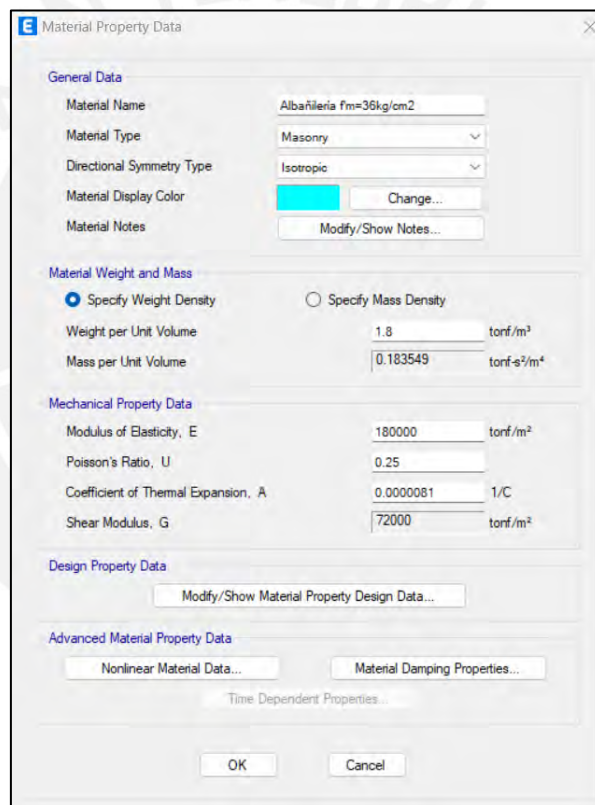 E Material Property Data
General Data
Material Name Albañilería f'm=36kg/cm2
Material Type Masonry
Directional Symmetry Type Isotropic
Material Display Color Change...
Material Notes Modify/Show Notes...
Material Weight and Mass
Specify Weight Density Specify Mass Density
Weight per Unit Volume 1.8 tonf/m³
Mass per Unit Volume 0.183549 tonf-s²/m⁴
Mechanical Property Data
Modulus of Elasticity, E 180000 tonf/m²
Poisson's Ratio, U 0.25
Coefficient of Thermal Expansion, A 0.0000081 1/C
Shear Modulus, G 72000 tonf/m²
Design Property Data
Modify/Show Material Property Design Data...
Advanced Material Property Data
Nonlinear Material Data... Material Damping Properties...
Time Dependent Properties...
OK Cancel